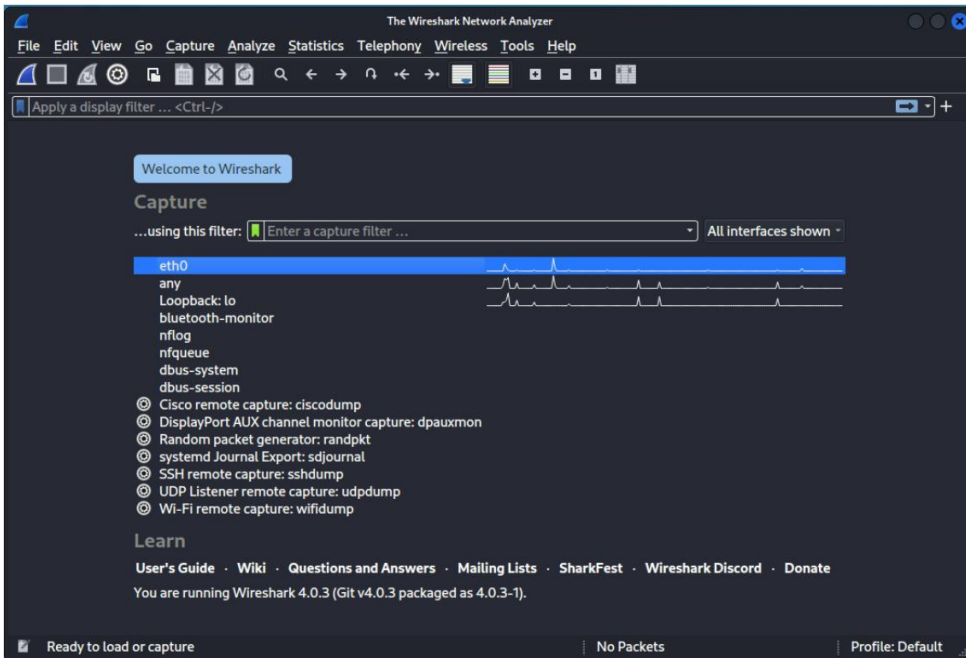 The Wireshark Network Analyzer
File Edit View Go Capture Analyze Statistics Telephony Wireless Tools Help
Apply a display filter ... <Ctrl-/>
Welcome to Wireshark
Capture
...using this filter: Enter a capture filter ... All interfaces shown
eth0
any
Loopback: lo
bluetooth-monitor
nflog
nfqueue
dbus-system
dbus-session
Cisco remote capture: ciscodump
DisplayPort AUX channel monitor capture: dpauxmon
Random packet generator: randpkt
systemd Journal Export: sdjournal
SSH remote capture: sshdump
UDP Listener remote capture: udpdump
Wi-Fi remote capture: wifidump
Learn
User's Guide · Wiki · Questions and Answers · Mailing Lists · SharkFest · Wireshark Discord · Donate
You are running Wireshark 4.0.3 (Git v4.0.3 packaged as 4.0.3-1).
Ready to load or capture No Packets Profile: Default